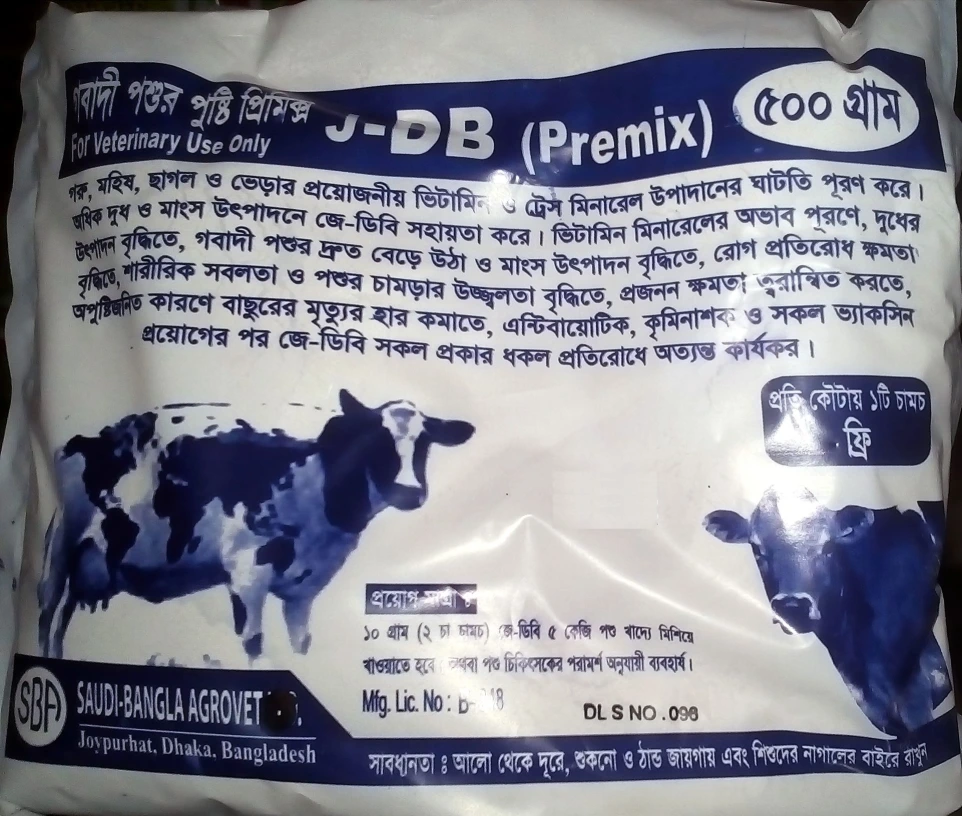 গবাদী পশুর পুষ্টি প্রিমিক্স
For Veterinary Use Only
J-DB (Premix)
৫০০ গ্রাম
গরু, মহিষ, ছাগল ও ভেড়ার প্রয়োজনীয় ভিটামিন ও ট্রেস মিনারেল উপাদানের ঘাটতি পূরণ করে।
অধিক দুধ ও মাংস উৎপাদনে জে-ডিবি সহায়তা করে। ভিটামিন মিনারেলের অভাব পূরণে, দুধের
উৎপাদন বৃদ্ধিতে, গবাদী পশুর দ্রুত বেড়ে উঠা ও মাংস উৎপাদন বৃদ্ধিতে, রোগ প্রতিরোধ ক্ষমতা
বৃদ্ধিতে, শারীরিক সবলতা ও পশুর চামড়ার উজ্জ্বলতা বৃদ্ধিতে, প্রজনন ক্ষমতা ত্বরান্বিত করতে,
অপুষ্টিজনিত কারণে বাছুরের মৃত্যুর হার কমাতে, এন্টিবায়োটিক, কৃমিনাশক ও সকল ভ্যাকসিন
প্রয়োগের পর জে-ডিবি সকল প্রকার ধকল প্রতিরোধে অত্যন্ত কার্যকর।
প্রতি কৌটায় ১টি চামচ
ফ্রি
প্রয়োগ মাত্রা :
১০ গ্রাম (২ চা চামচ) জে-ডিবি ৫ কেজি পশু খাদ্যে মিশিয়ে
খাওয়াতে হবে। অথবা পশু চিকিৎসকের পরামর্শ অনুযায়ী ব্যবহার্য।
Mfg. Lic. No :
DL S NO .096
SBA
SAUDI-BANGLA AGROVET
Joypurhat, Dhaka, Bangladesh
সাবধানতা ঃ আলো থেকে দূরে, শুকনো ও ঠান্ড জায়গায় এবং শিশুদের নাগালের বাইরে রাখুন